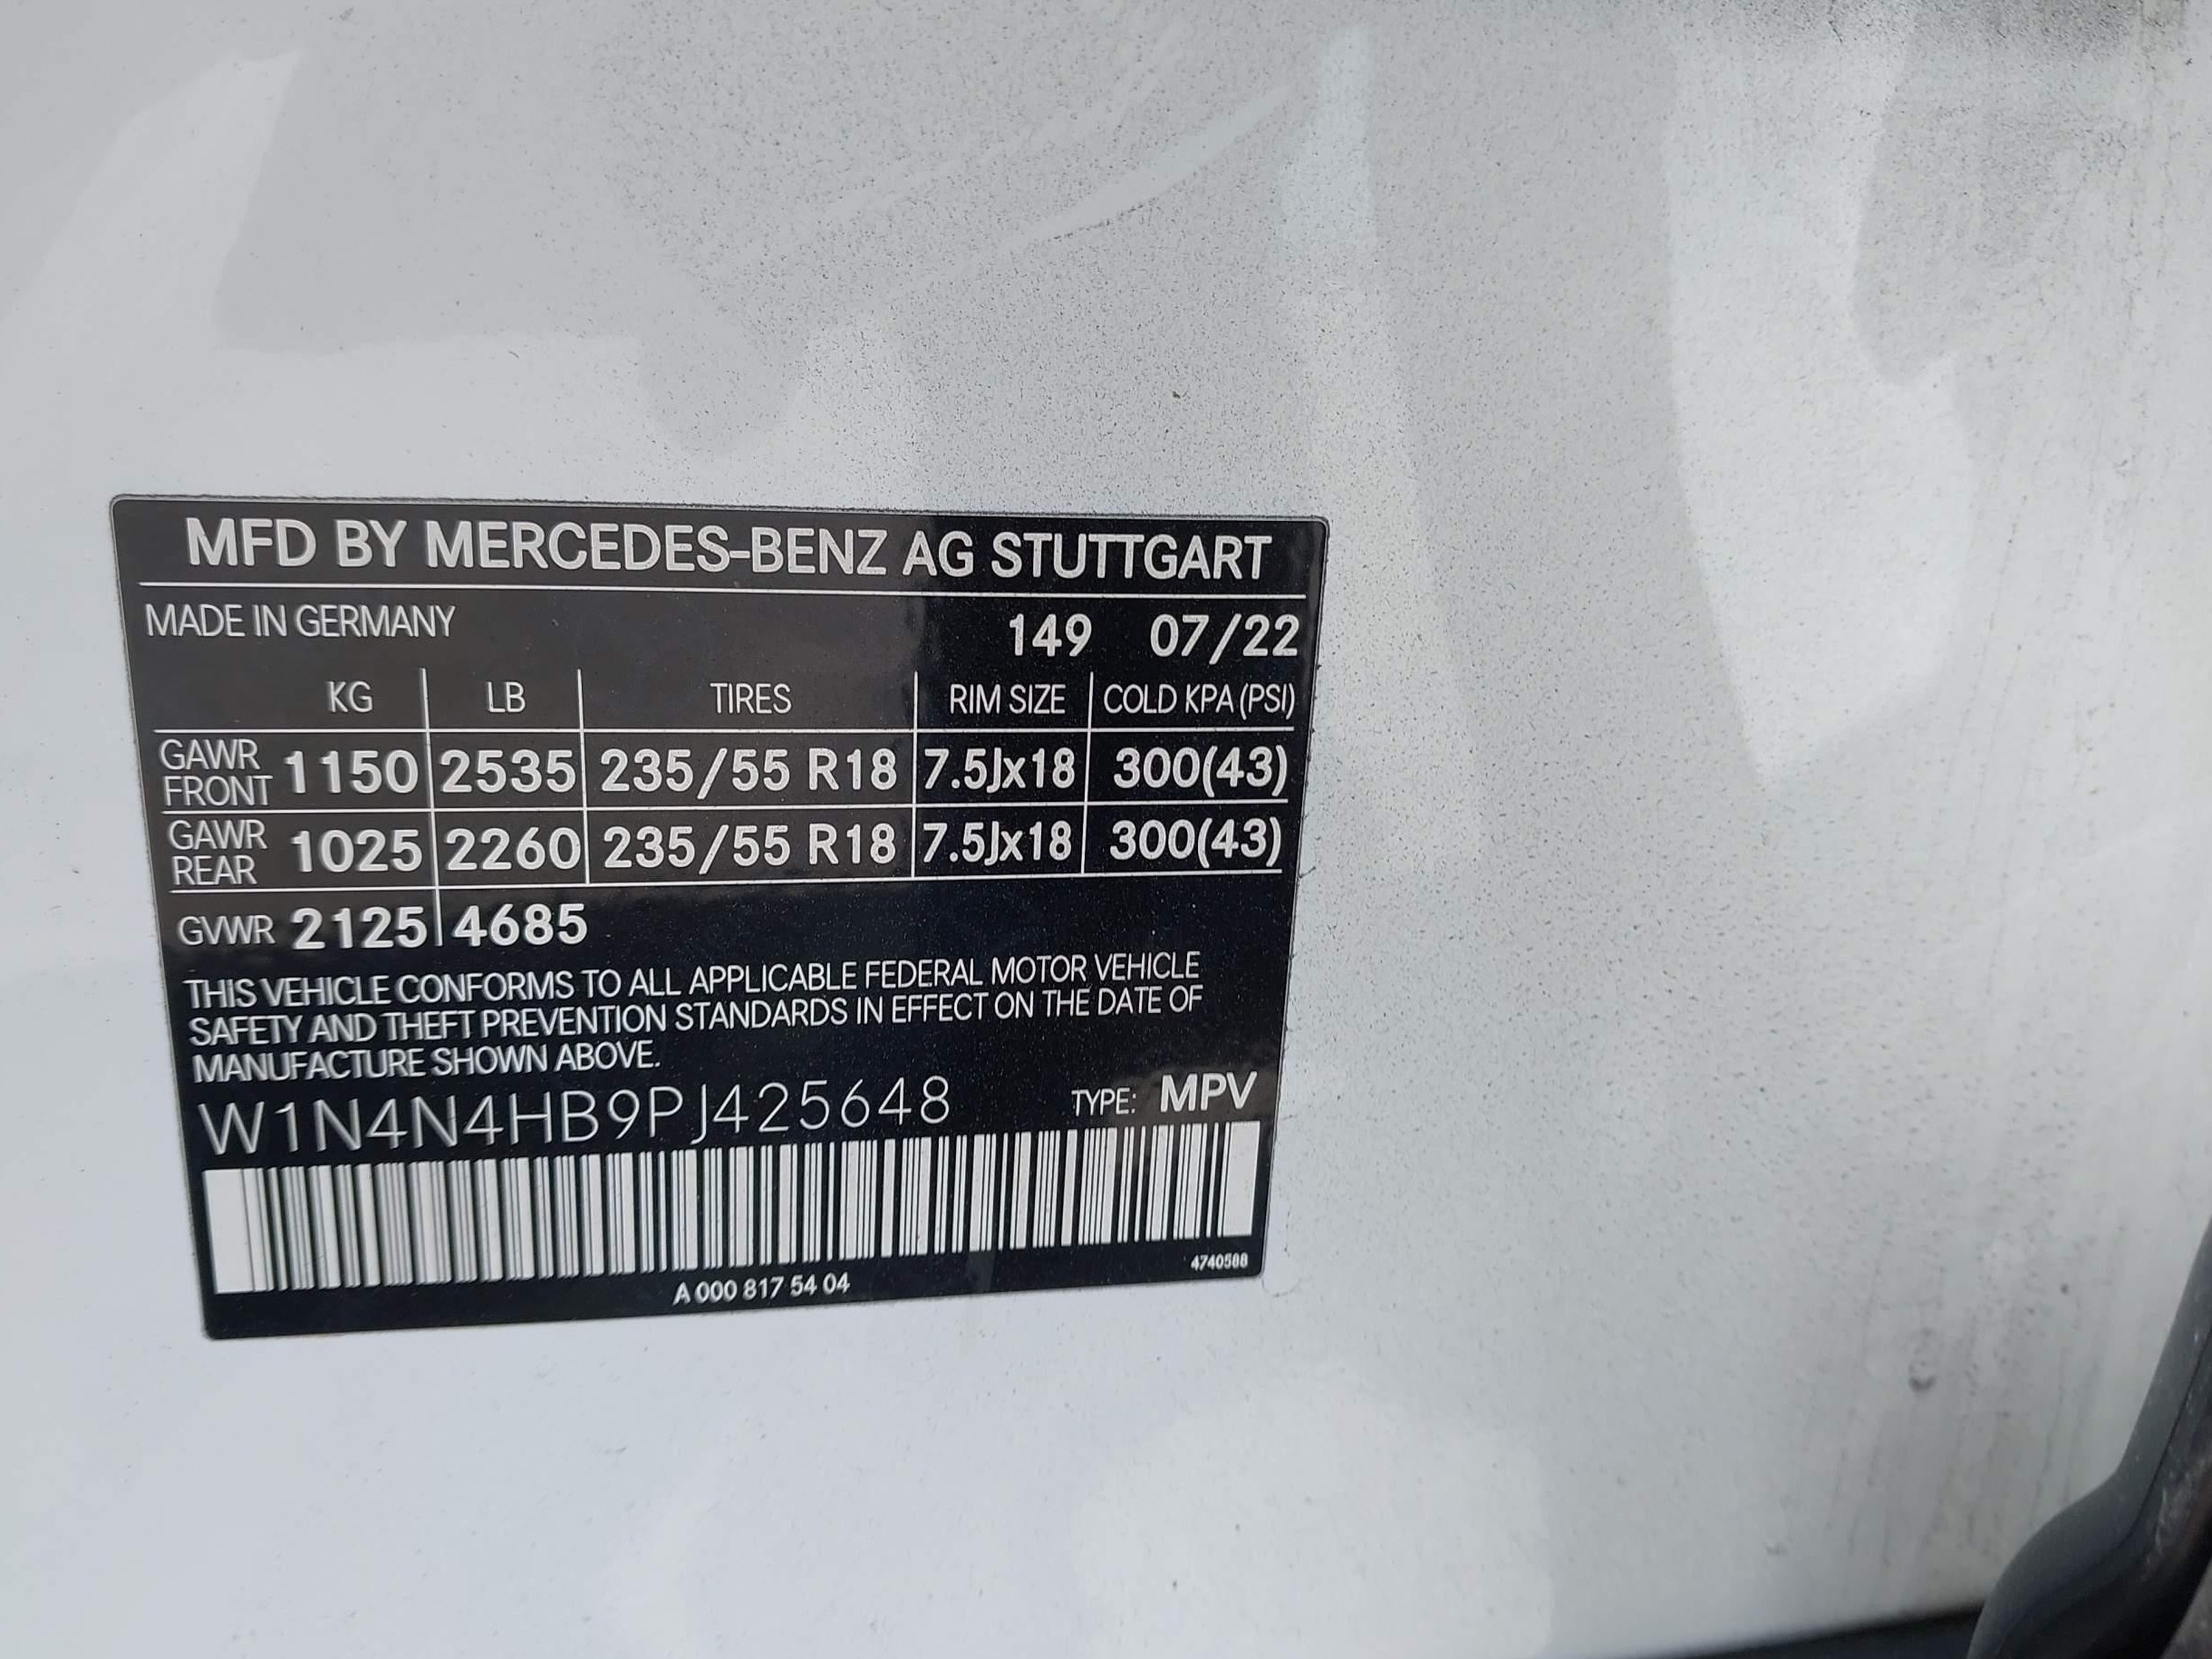 MFD BY MERCEDES-BENZ AG STUTTGART
MADE IN GERMANY 149 07/22
KG LB TIRES RIM SIZE COLD KPA (PSI)
GAWR FRONT 1150 2535 235/55 R18 7.5Jx18 300(43)
GAWR REAR 1025 2260 235/55 R18 7.5Jx18 300(43)
GVWR 2125 4685
THIS VEHICLE CONFORMS TO ALL APPLICABLE FEDERAL MOTOR VEHICLE
SAFETY AND THEFT PREVENTION STANDARDS IN EFFECT ON THE DATE OF
MANUFACTURE SHOWN ABOVE.
W1N4N4HB9PJ425648 TYPE: MPV
4740588
A 000 817 54 04